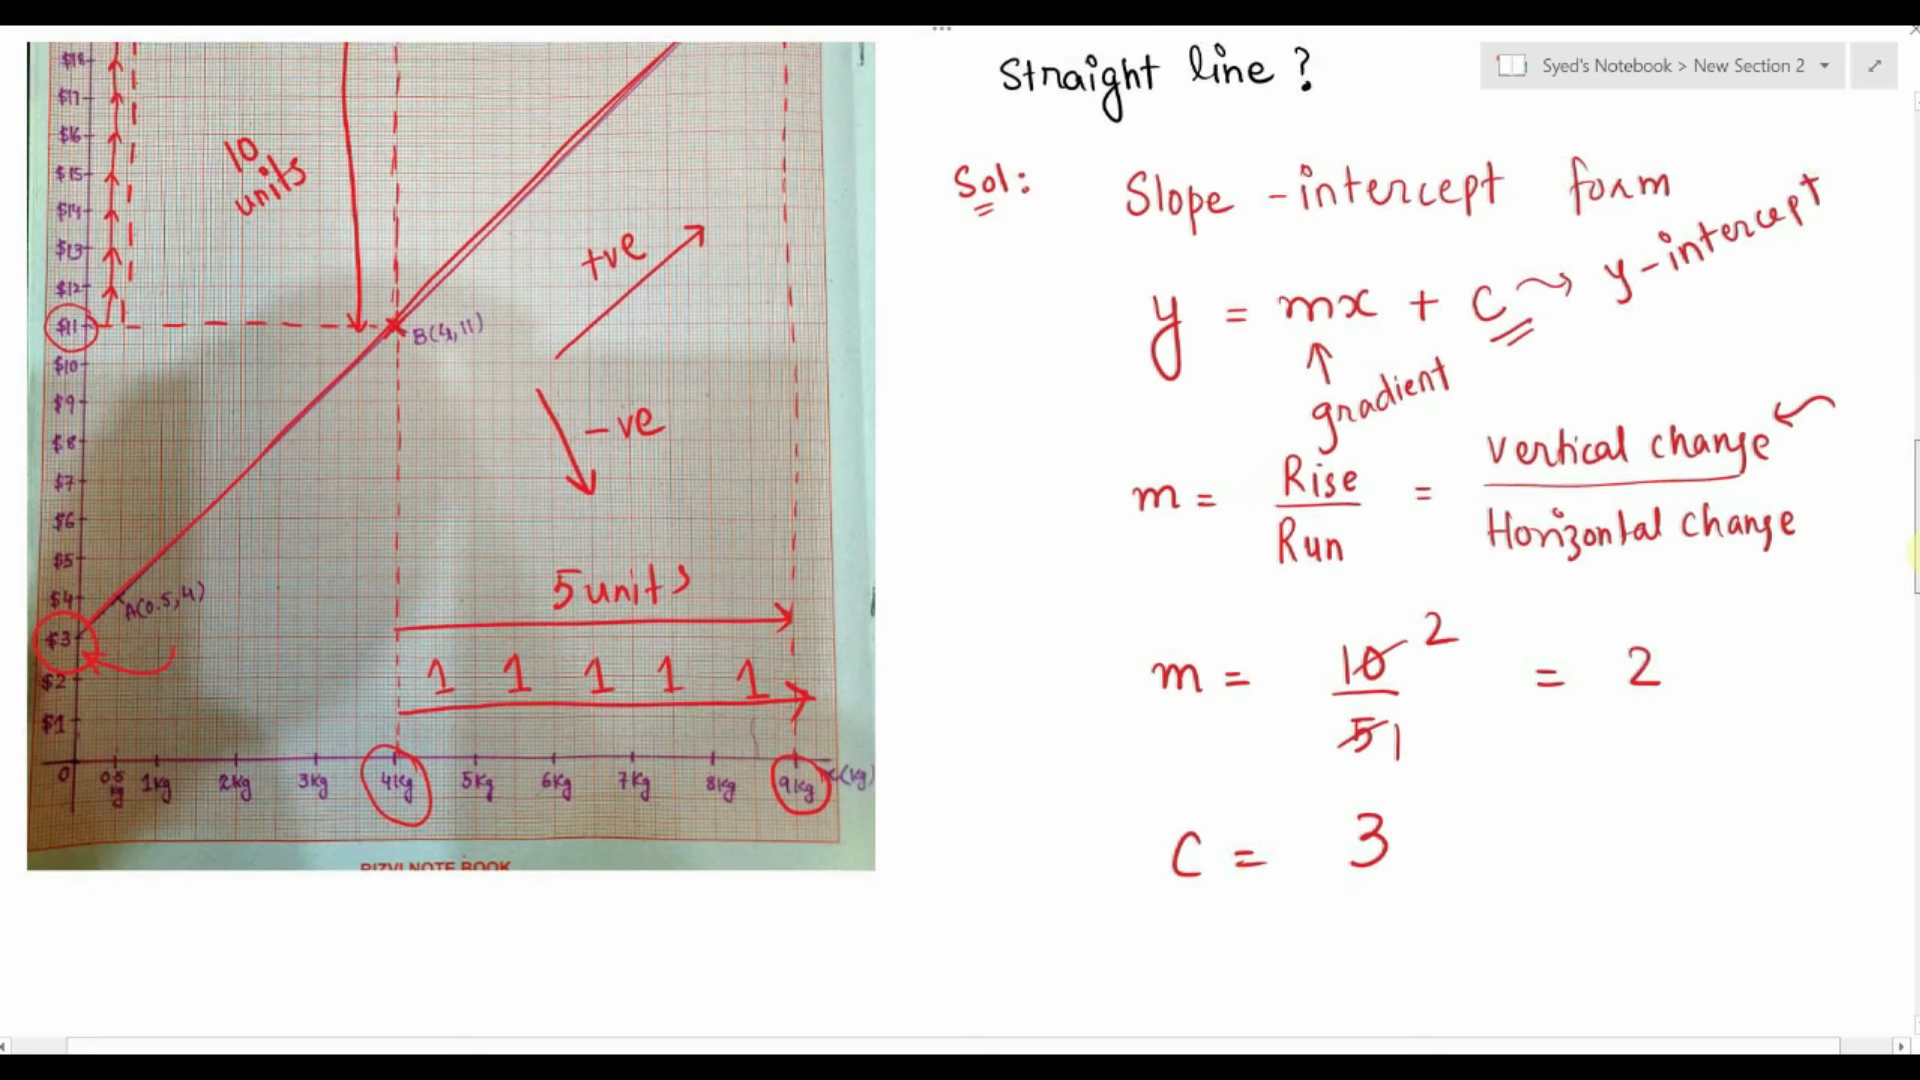 Straight line ?
Syed's Notebook > New Section 2
Sol:
Slope - intercept form
y = mx + c
y - intercept
gradient
m = Rise / Run = vertical change / Horizontal change
m = 10 2 / 5 1 = 2
c = 3
$18
$17
$16
$15
$14
$13
$12
$11
$10
$9
$8
$7
$6
$5
$4
$3
$2
$1
0
10
units
B(4,11)
+ve
-ve
A(0.5,4)
5 units
1 1 1 1 1
0.5 kg 1kg 2kg 3kg 4kg 5kg 6kg 7kg 8kg 9kg x(kg)
RIZVI NOTE BOOK